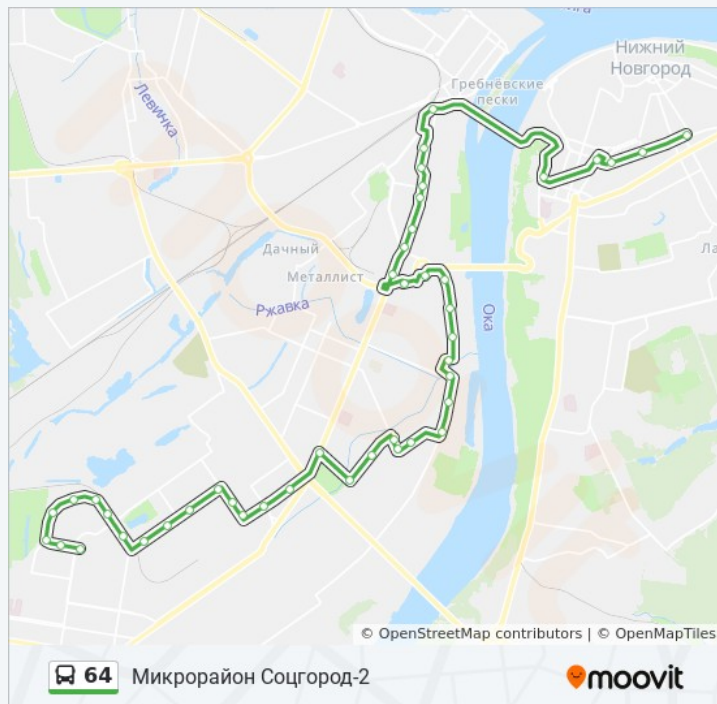 Нижний
Новгород
Гребнёвские
пески
Левинка
Дачный
Металлист
Ржавка
Ока
© OpenStreetMap contributors | © OpenMapTiles
64 Микрорайон Соцгород-2
moovit